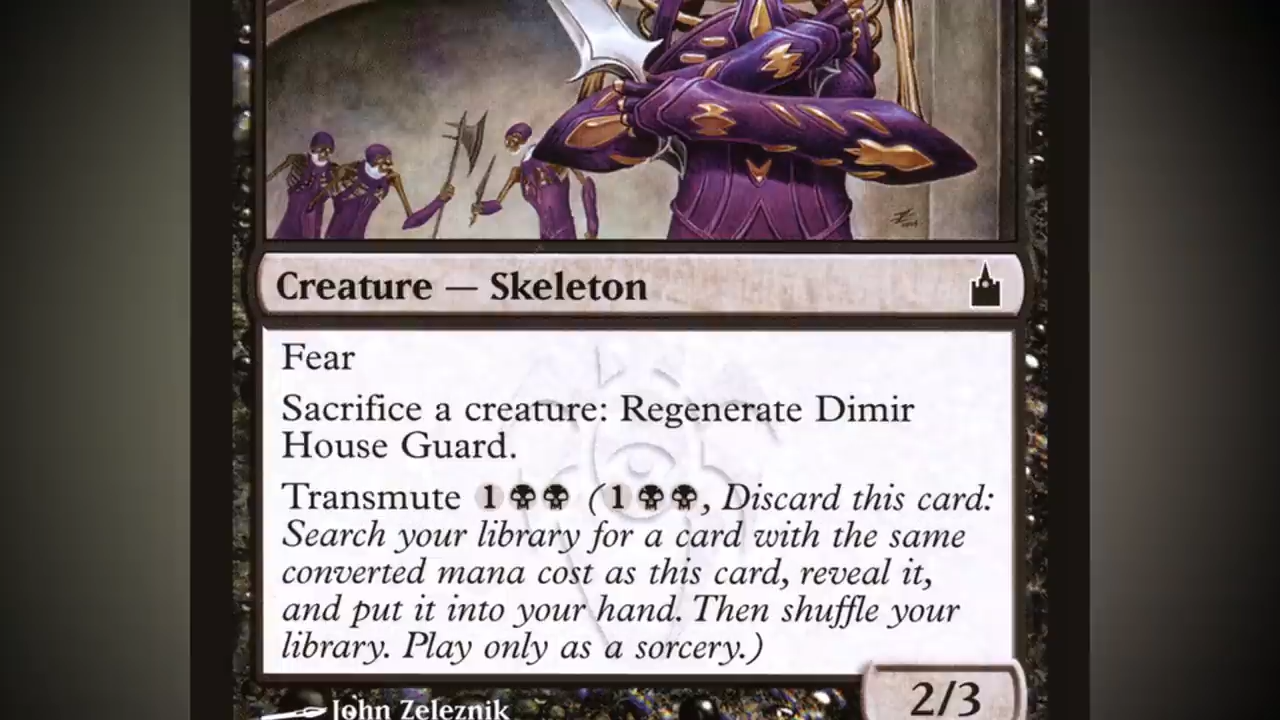 Creature — Skeleton
Fear
Sacrifice a creature: Regenerate Dimir
House Guard.
Transmute 1 (1, Discard this card:
Search your library for a card with the same
converted mana cost as this card, reveal it,
and put it into your hand. Then shuffle your
library. Play only as a sorcery.)
2/3
John Zeleznik